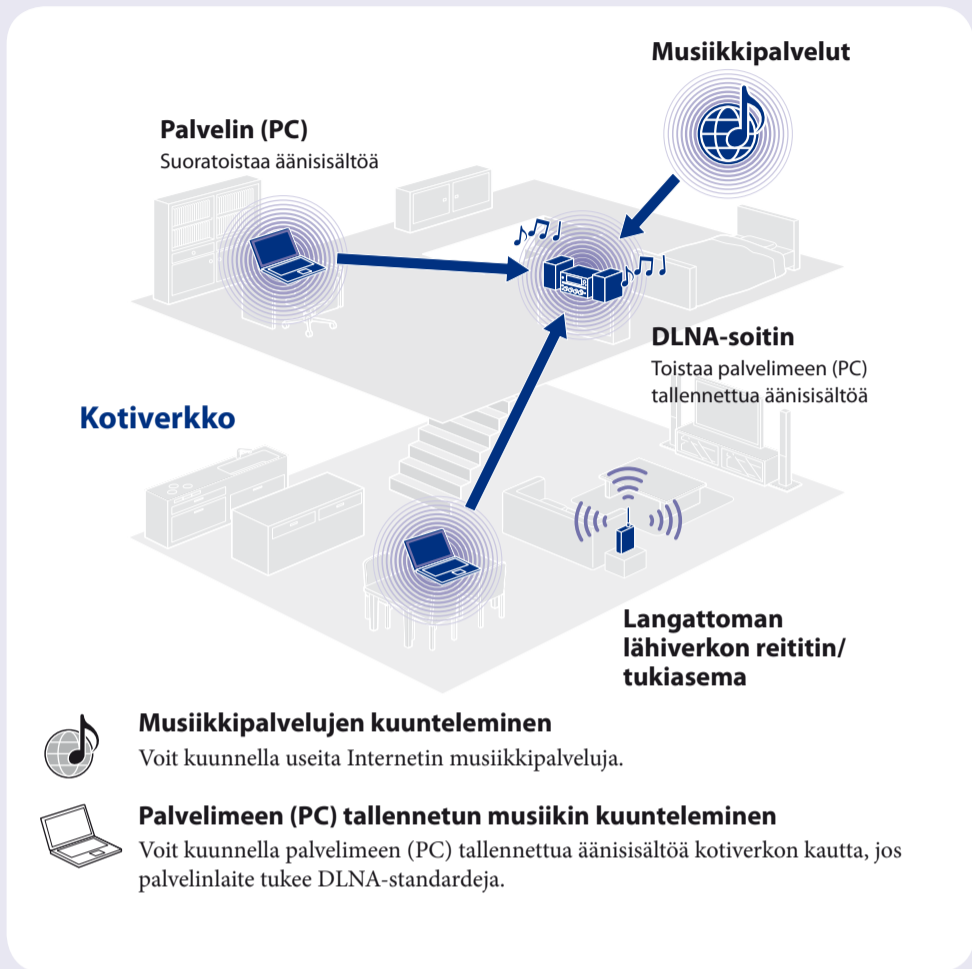 Musiikkipalvelut
Palvelin (PC)
Suoratoistaa äänisisältöä
DLNA-soitin
Toistaa palvelimeen (PC)
tallennettua äänisisältöä
Kotiverkko
Langattoman
lähiverkon reititin/
tukiasema
Musiikkipalvelujen kuunteleminen
Voit kuunnella useita Internetin musiikkipalveluja.
Palvelimeen (PC) tallennetun musiikin kuunteleminen
Voit kuunnella palvelimeen (PC) tallennettua äänisisältöä kotiverkon kautta, jos
palvelinlaite tukee DLNA-standardeja.